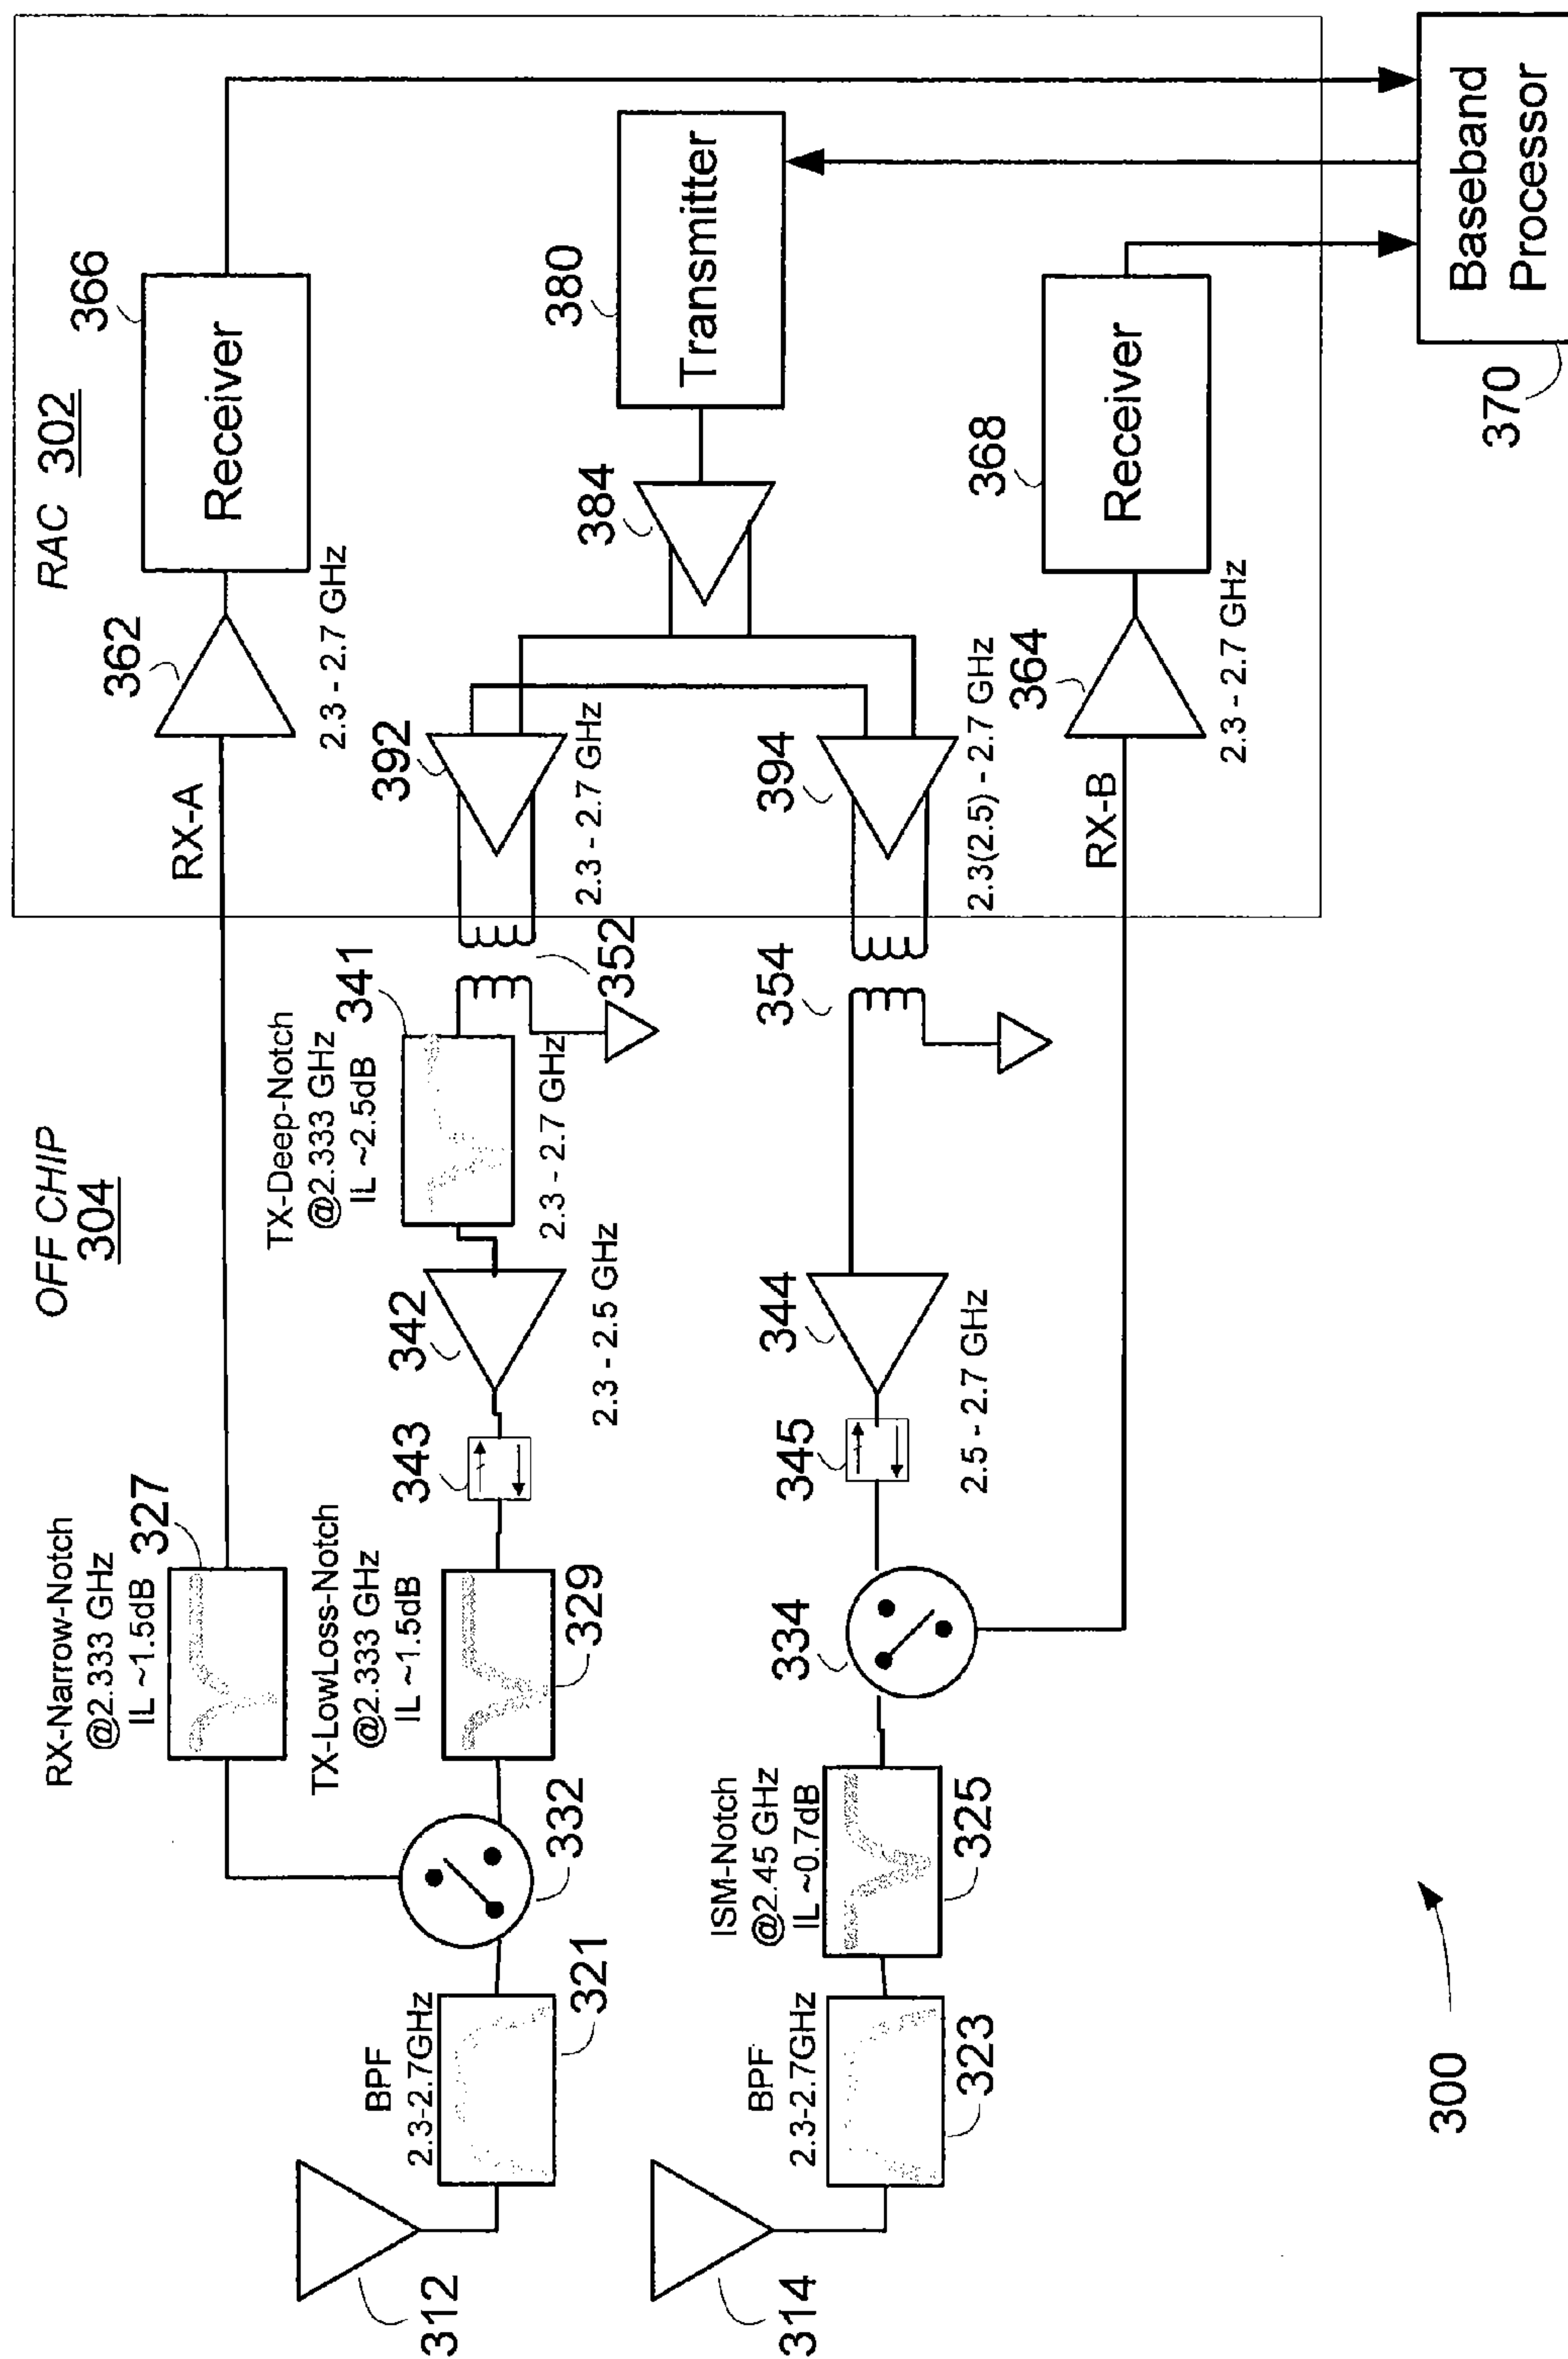 OFF CHIP
304
RAC 302
RX-Narrow-Notch
@2.333 GHz
IL ~1.5dB
327
RX-A
362
2.3 - 2.7 GHz
366
Receiver
TX-LowLoss-Notch
@2.333 GHz
IL ~1.5dB
329
343
342
2.3 - 2.5 GHz
TX-Deep-Notch
@2.333 GHz
IL ~2.5dB
341
2.3 - 2.7 GHz
352
392
2.3 - 2.7 GHz
384
380
Transmitter
312
BPF
2.3-2.7GHz
321
332
314
BPF
2.3-2.7GHz
323
ISM-Notch
@2.45 GHz
IL ~0.7dB
325
334
345
344
2.5 - 2.7 GHz
354
394
2.3(2.5) - 2.7 GHz
RX-B
364
2.3 - 2.7 GHz
368
Receiver
300
370
Baseband
Processor